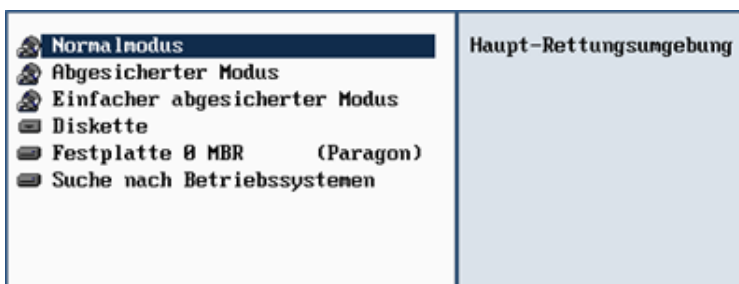 Normalmodus
Abgesicherter Modus
Einfacher abgesicherter Modus
Diskette
Festplatte 0 MBR (Paragon)
Suche nach Betriebssystemen
Haupt-Rettungsumgebung